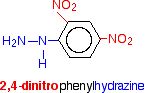 NO₂
H₂N
N
H
NO₂
2,4-dinitrophenylhydrazine